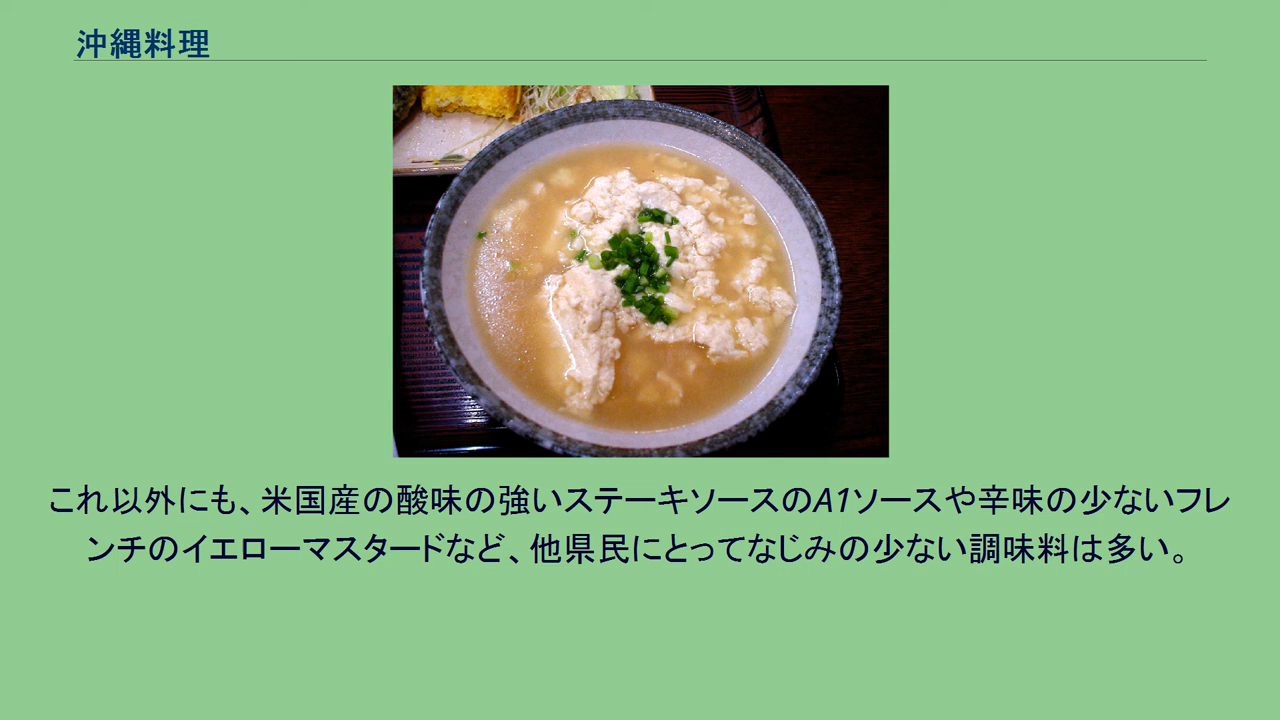 沖縄料理
これ以外にも、米国産の酸味の強いステーキソースのA1ソースや辛味の少ないフレ
ンチのイエローマスタードなど、他県民にとってなじみの少ない調味料は多い。